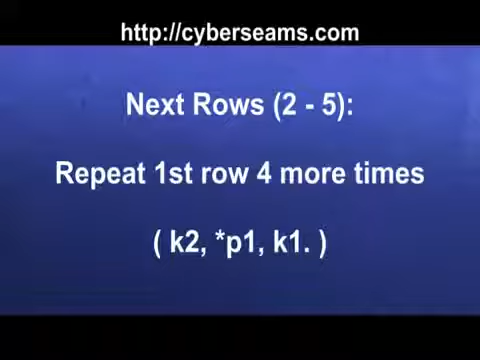 http://cyberseams.com
Next Rows (2 - 5):
Repeat 1st row 4 more times
( k2, *p1, k1. )